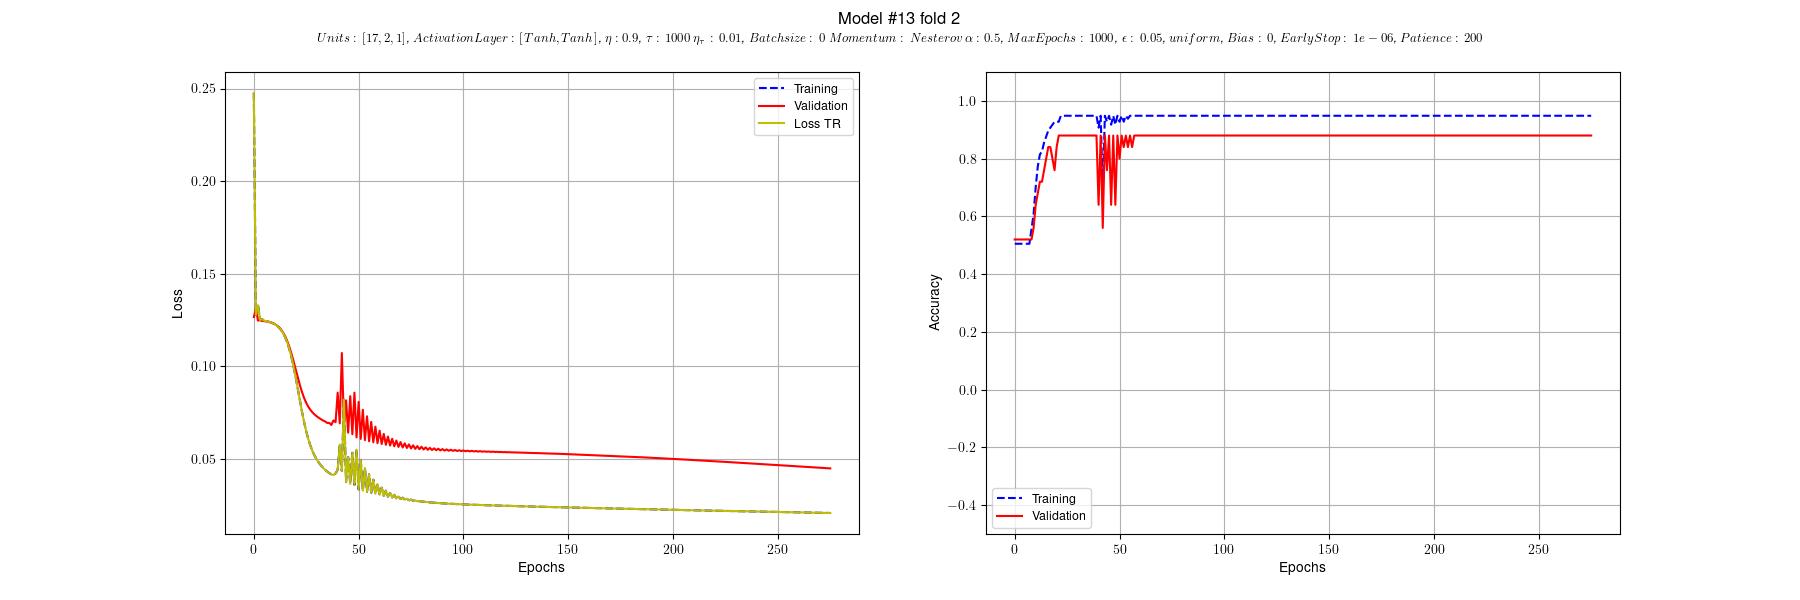 Model #13 fold 2
Units : [17, 2, 1], ActivationLayer : [Tanh, Tanh], η : 0.9, τ : 1000 η_τ : 0.01, Batchsize : 0 Momentum : Nesterov α : 0.5, MaxEpochs : 1000, ϵ : 0.05, uniform, Bias : 0, EarlyStop : 1e − 06, Patience : 200
Loss
0.25
0.20
0.15
0.10
0.05
0 50 100 150 200 250
Epochs
Training
Validation
Loss TR
Accuracy
1.0
0.8
0.6
0.4
0.2
0.0
−0.2
−0.4
0 50 100 150 200 250
Epochs
Training
Validation